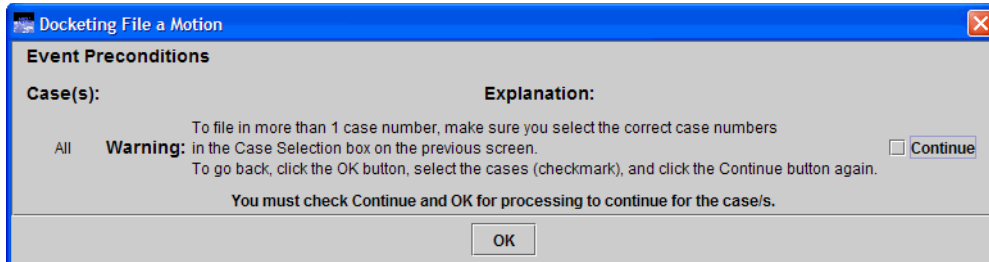 Docketing File a Motion
Event Preconditions
Case(s): Explanation:
To file in more than 1 case number, make sure you select the correct case numbers
All Warning: in the Case Selection box on the previous screen. Continue
To go back, click the OK button, select the cases (checkmark), and click the Continue button again.
You must check Continue and OK for processing to continue for the case/s.
OK